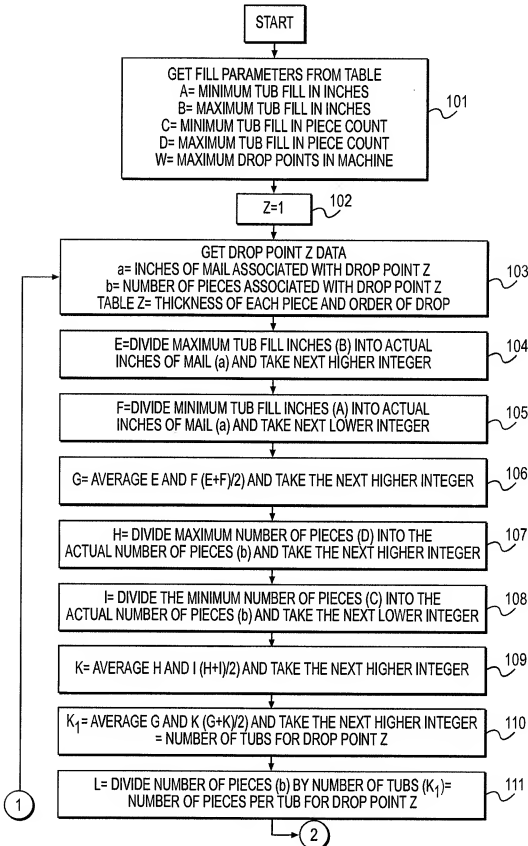 START
GET FILL PARAMETERS FROM TABLE
A= MINIMUM TUB FILL IN INCHES
B= MAXIMUM TUB FILL IN INCHES
C= MINIMUM TUB FILL IN PIECE COUNT
D= MAXIMUM TUB FILL IN PIECE COUNT
W= MAXIMUM DROP POINTS IN MACHINE
101
Z=1
102
GET DROP POINT Z DATA
a= INCHES OF MAIL ASSOCIATED WITH DROP POINT Z
b= NUMBER OF PIECES ASSOCIATED WITH DROP POINT Z
TABLE Z= THICKNESS OF EACH PIECE AND ORDER OF DROP
103
E=DIVIDE MAXIMUM TUB FILL INCHES (B) INTO ACTUAL
INCHES OF MAIL (a) AND TAKE NEXT HIGHER INTEGER
104
F=DIVIDE MINIMUM TUB FILL INCHES (A) INTO ACTUAL
INCHES OF MAIL (a) AND TAKE NEXT LOWER INTEGER
105
G= AVERAGE E AND F (E+F)/2) AND TAKE THE NEXT HIGHER INTEGER
106
H= DIVIDE MAXIMUM NUMBER OF PIECES (D) INTO THE
ACTUAL NUMBER OF PIECES (b) AND TAKE THE NEXT HIGHER INTEGER
107
I= DIVIDE THE MINIMUM NUMBER OF PIECES (C) INTO THE
ACTUAL NUMBER OF PIECES (b) AND TAKE THE NEXT LOWER INTEGER
108
K= AVERAGE H AND I (H+I)/2) AND TAKE THE NEXT HIGHER INTEGER
109
K₁= AVERAGE G AND K (G+K)/2) AND TAKE THE NEXT HIGHER INTEGER
= NUMBER OF TUBS FOR DROP POINT Z
110
L= DIVIDE NUMBER OF PIECES (b) BY NUMBER OF TUBS (K₁)=
NUMBER OF PIECES PER TUB FOR DROP POINT Z
111
1
2